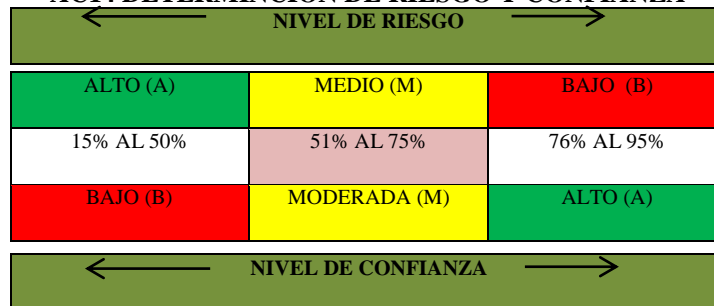 NIVEL DE RIESGO
ALTO (A) MEDIO (M) BAJO (B)
15% AL 50% 51% AL 75% 76% AL 95%
BAJO (B) MODERADA (M) ALTO (A)
NIVEL DE CONFIANZA